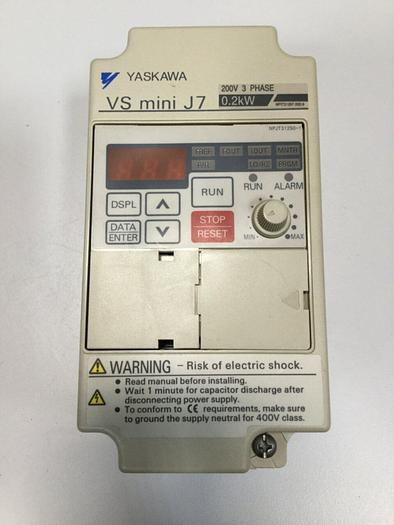 YASKAWA
VS mini J7
200V 3 PHASE
0.2kW
NPJT31250-1
FREF FOUT IOUT MNTR
F/R LO/RE PRGM
RUN ALARM
DSPL
RUN
DATA
ENTER
STOP
RESET
MIN MAX
WARNING - Risk of electric shock.
● Read manual before installing.
● Wait 1 minute for capacitor discharge after
disconnecting power supply.
● To conform to CE requirements, make sure
to ground the supply neutral for 400V class.